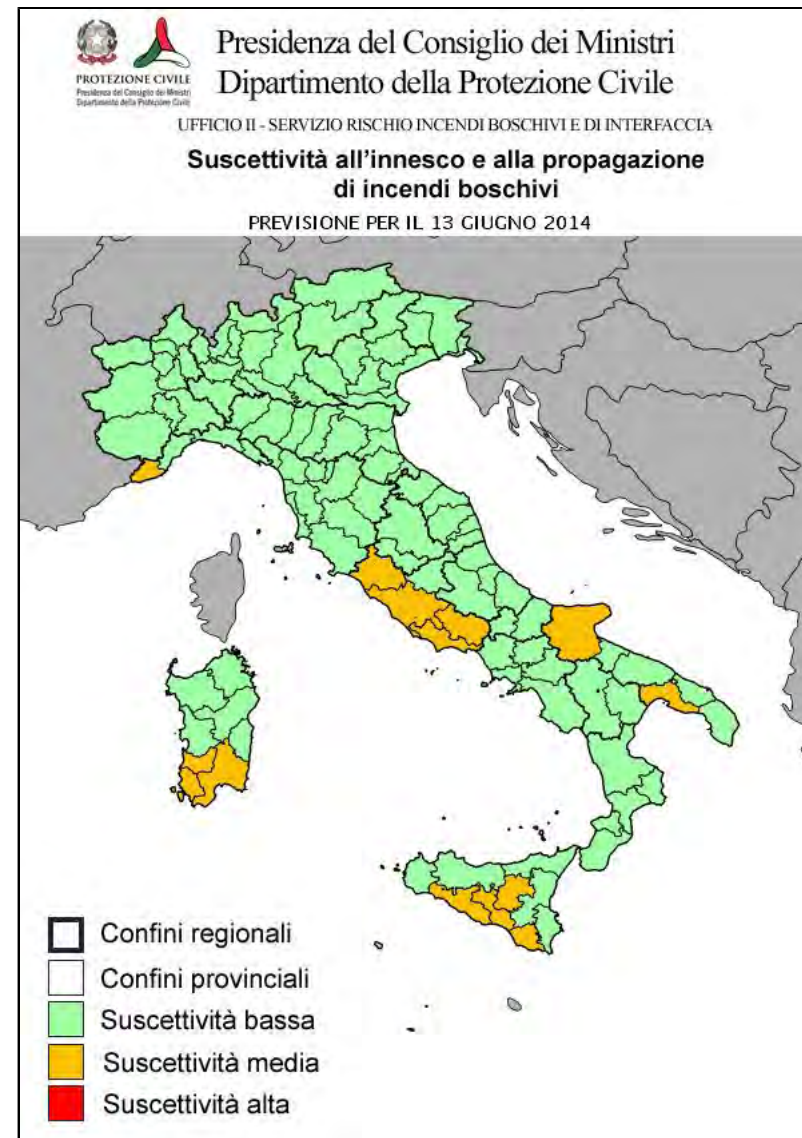 Presidenza del Consiglio dei Ministri
Dipartimento della Protezione Civile
PROTEZIONE CIVILE
Presidenza del Consiglio dei Ministri
Dipartimento della Protezione Civile
UFFICIO II - SERVIZIO RISCHIO INCENDI BOSCHIVI E DI INTERFACCIA
Suscettività all'innesco e alla propagazione
di incendi boschivi
PREVISIONE PER IL 13 GIUGNO 2014
Confini regionali
Confini provinciali
Suscettività bassa
Suscettività media
Suscettività alta